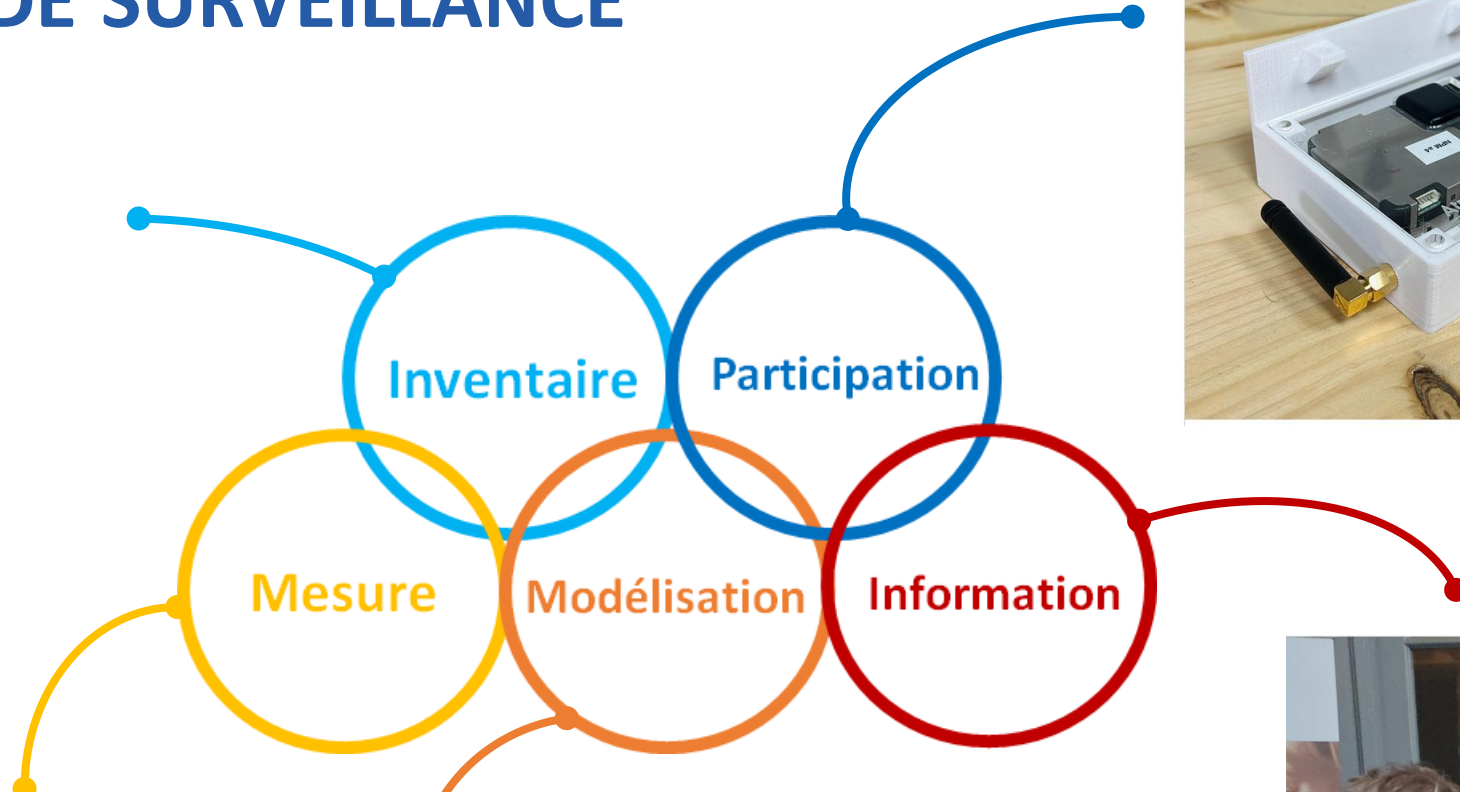 DE SURVEILLANCE
Inventaire
Participation
Mesure
Modélisation
Information